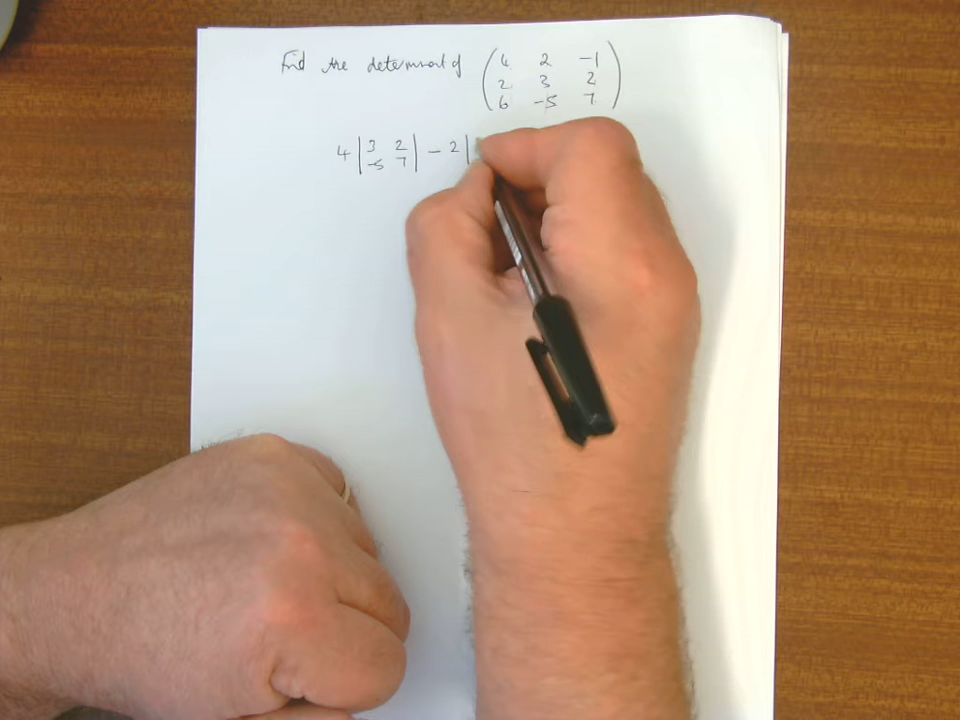 Find the determinant of ( 4 2 -1
2 3 2
6 -5 7 )
4 | 3 2 | - 2 |
-5 7